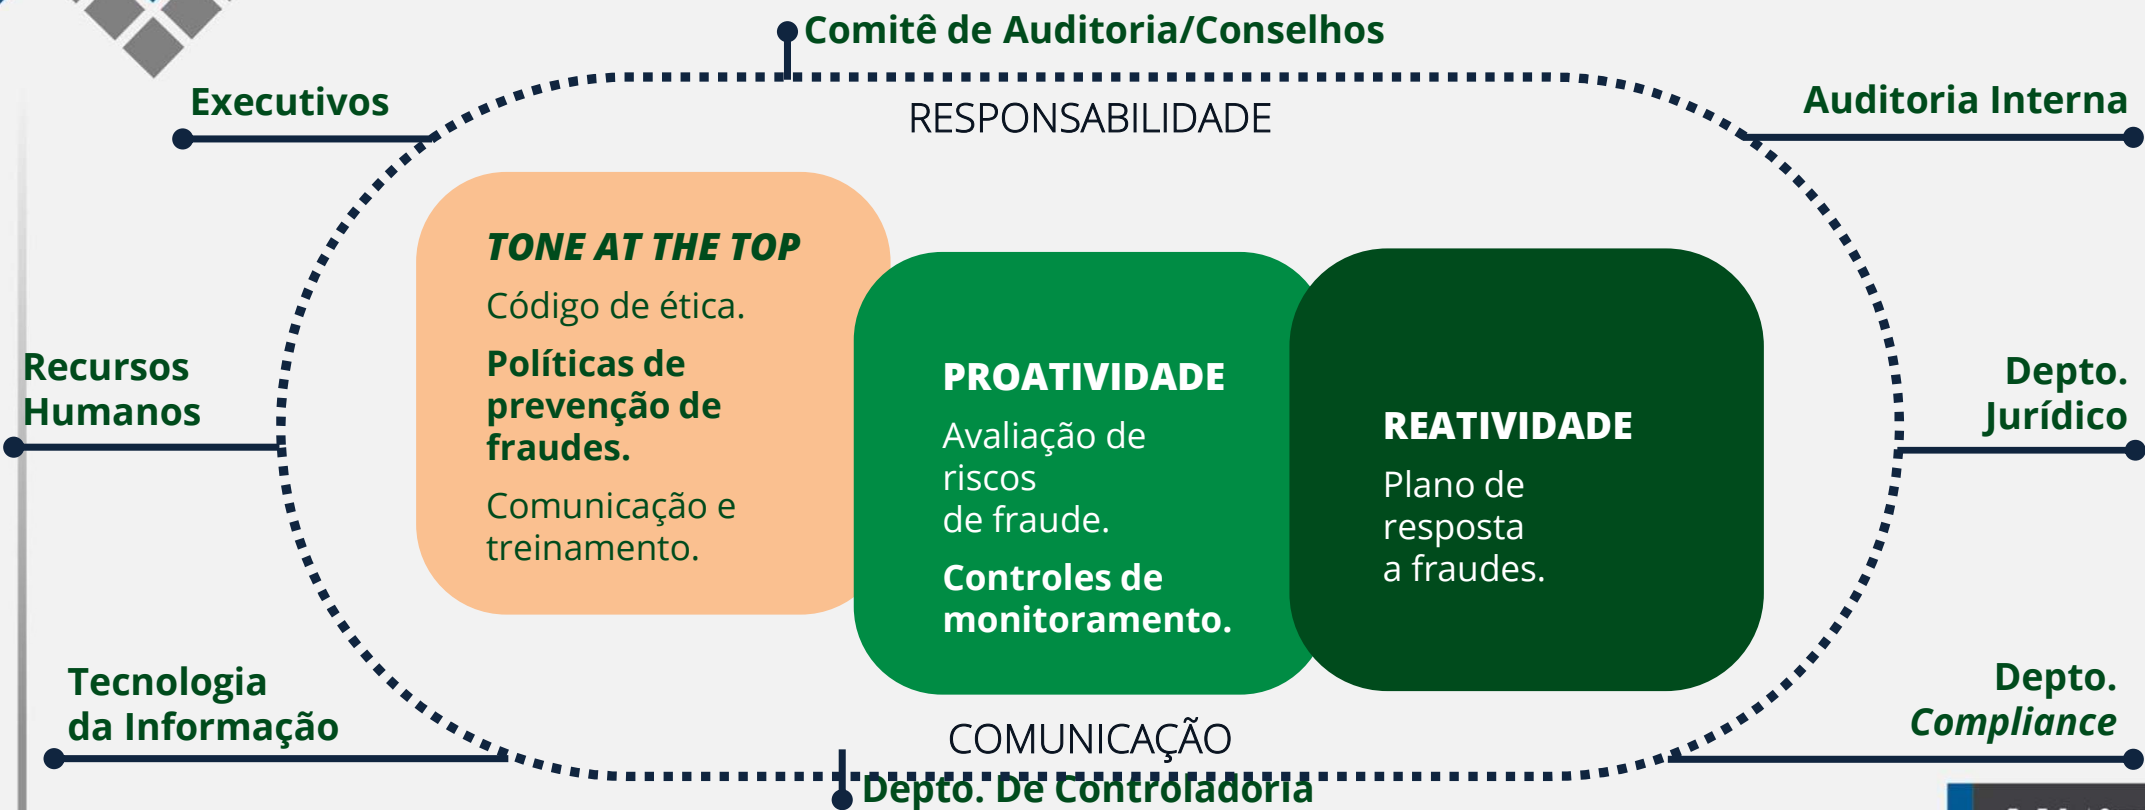 Comitê de Auditoria/Conselhos
Executivos
Auditoria Interna
RESPONSABILIDADE
TONE AT THE TOP
Código de ética.
Políticas de
prevenção de
fraudes.
Comunicação e
treinamento.
PROATIVIDADE
Avaliação de
riscos
de fraude.
Controles de
monitoramento.
REATIVIDADE
Plano de
resposta
a fraudes.
Recursos
Humanos
Depto.
Jurídico
Tecnologia
da Informação
Depto.
Compliance
COMUNICAÇÃO
Depto. De Controladoria